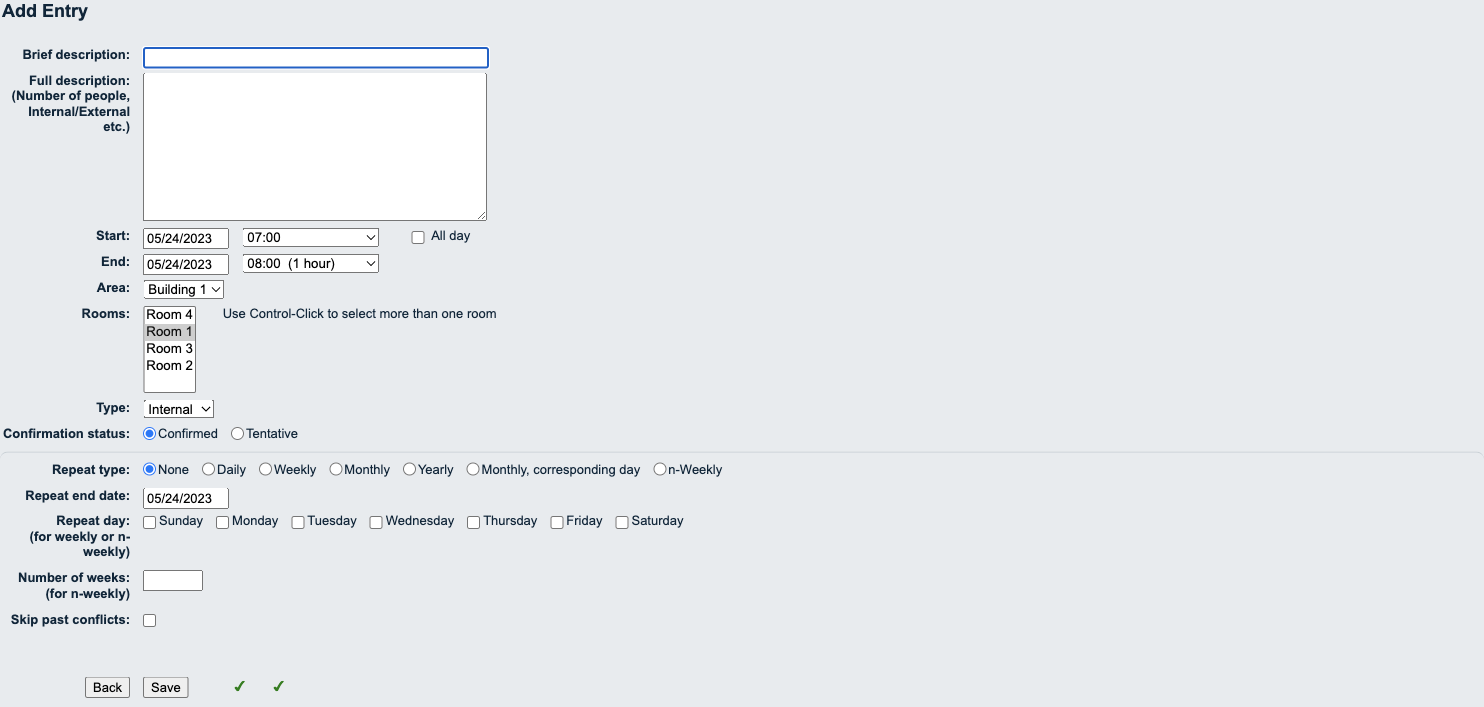 Add Entry
Brief description:
Full description:
(Number of people,
Internal/External
etc.)
Start: 05/24/2023 07:00 All day
End: 05/24/2023 08:00 (1 hour)
Area: Building 1
Rooms: Room 4 Use Control-Click to select more than one room
Room 1
Room 3
Room 2
Type: Internal
Confirmation status: Confirmed Tentative
Repeat type: None Daily Weekly Monthly Yearly Monthly, corresponding day n-Weekly
Repeat end date: 05/24/2023
Repeat day: Sunday Monday Tuesday Wednesday Thursday Friday Saturday
(for weekly or n-
weekly)
Number of weeks:
(for n-weekly)
Skip past conflicts:
Back Save ✓ ✓